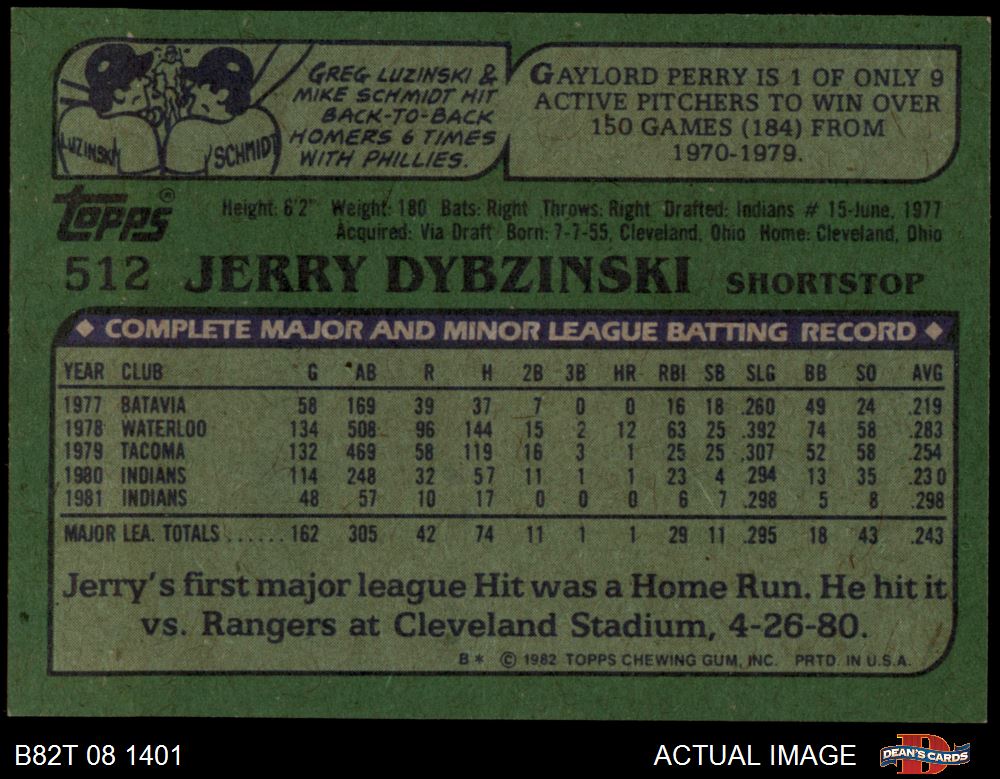 GREG LUZINSKI &
MIKE SCHMIDT HIT
BACK-TO-BACK
HOMERS 6 TIMES
WITH PHILLIES.
LUZINSKI
SCHMIDT
GAYLORD PERRY IS 1 OF ONLY 9
ACTIVE PITCHERS TO WIN OVER
150 GAMES (184) FROM
1970-1979.
TOPPS®
Height: 6'2" Weight: 180 Bats: Right Throws: Right Drafted: Indians # 15-June, 1977
Acquired: Via Draft Born: 7-7-55, Cleveland, Ohio Home: Cleveland, Ohio
512 JERRY DYBZINSKI SHORTSTOP
◆ COMPLETE MAJOR AND MINOR LEAGUE BATTING RECORD ◆
YEAR CLUB G AB R H 2B 3B HR RBI SB SLG BB SO AVG
1977 BATAVIA 58 169 39 37 7 0 0 16 18 .260 49 24 .219
1978 WATERLOO 134 508 96 144 15 2 12 63 25 .392 74 58 .283
1979 TACOMA 132 469 58 119 16 3 1 25 25 .307 52 58 .254
1980 INDIANS 114 248 32 57 11 1 1 23 4 .294 13 35 .230
1981 INDIANS 48 57 10 17 0 0 0 6 7 .298 5 8 .298
MAJOR LEA. TOTALS ...... 162 305 42 74 11 1 1 29 11 .295 18 43 .243
Jerry's first major league Hit was a Home Run. He hit it
vs. Rangers at Cleveland Stadium, 4-26-80.
B* © 1982 TOPPS CHEWING GUM, INC. PRTD. IN U.S.A.
B82T 08 1401
ACTUAL IMAGE
DEAN'S CARDS